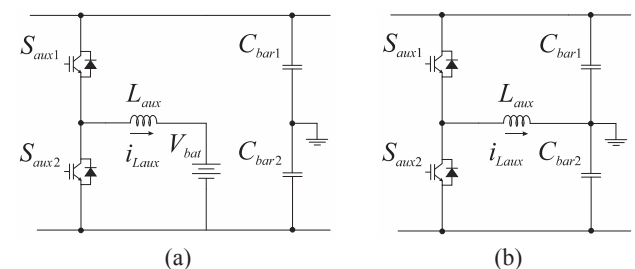 S_aux1
C_bar1
L_aux
i_Laux
V_bat
S_aux2
C_bar2
(a)
S_aux1
C_bar1
L_aux
i_Laux
S_aux2
C_bar2
(b)